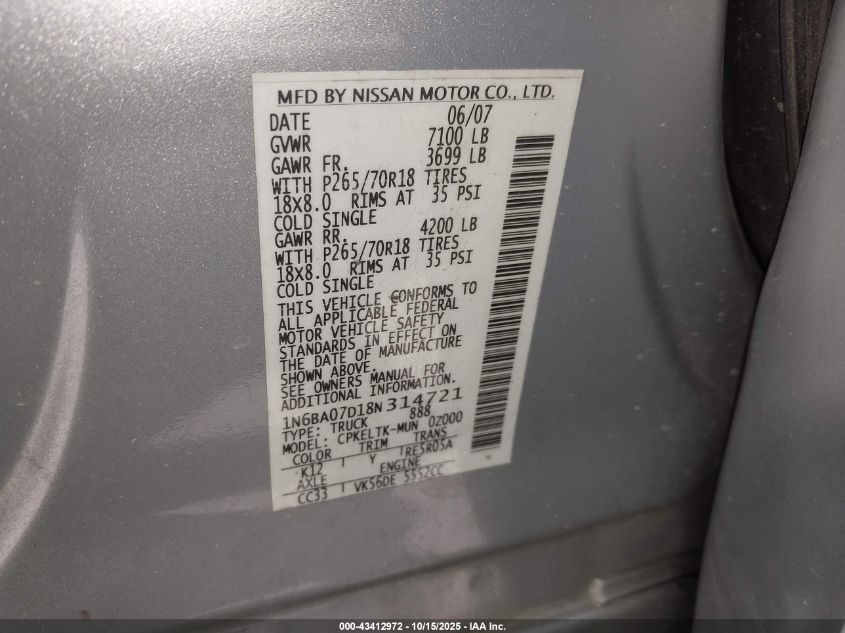 MFD BY NISSAN MOTOR CO., LTD.
DATE 06/07
GVWR 7100 LB
GAWR FR. 3699 LB
WITH P265/70R18 TIRES
18X8.0 RIMS AT 35 PSI
COLD SINGLE
GAWR RR. 4200 LB
WITH P265/70R18 TIRES
18X8.0 RIMS AT 35 PSI
COLD SINGLE
THIS VEHICLE CONFORMS TO
ALL APPLICABLE FEDERAL
MOTOR VEHICLE SAFETY
STANDARDS IN EFFECT ON
THE DATE OF MANUFACTURE
SHOWN ABOVE.
SEE OWNERS MANUAL FOR
ADDITIONAL INFORMATION.
1N6BA07D18N314721
TYPE: TRUCK 888
MODEL: CPKELTK-MUN 0Z000
COLOR TRIM TRANS
K12 Y RE5R05A
AXLE ENGINE
CC33 VK56DE 5552CC
000-43412972 - 10/15/2025 - IAA Inc.